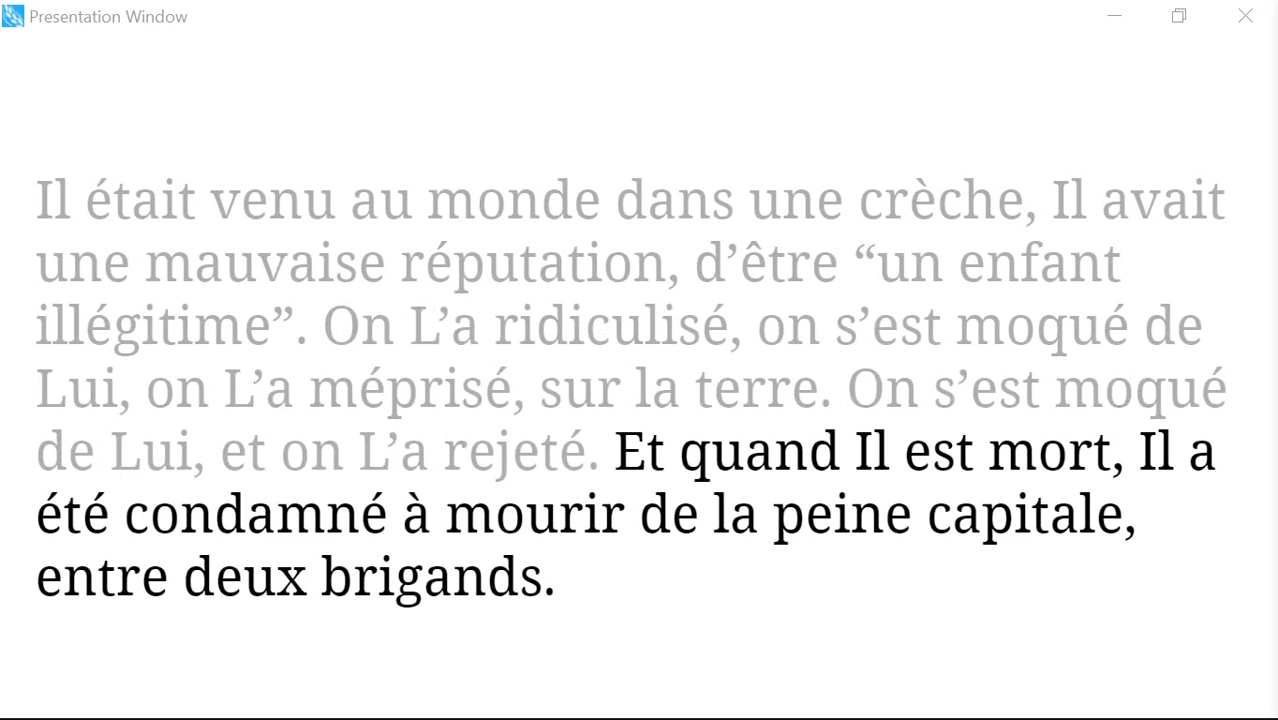 Presentation Window
Il était venu au monde dans une crèche, Il avait
une mauvaise réputation, d’être “un enfant
illégitime”. On L’a ridiculisé, on s’est moqué de
Lui, on L’a méprisé, sur la terre. On s’est moqué
de Lui, et on L’a rejeté. Et quand Il est mort, Il a
été condamné à mourir de la peine capitale,
entre deux brigands.